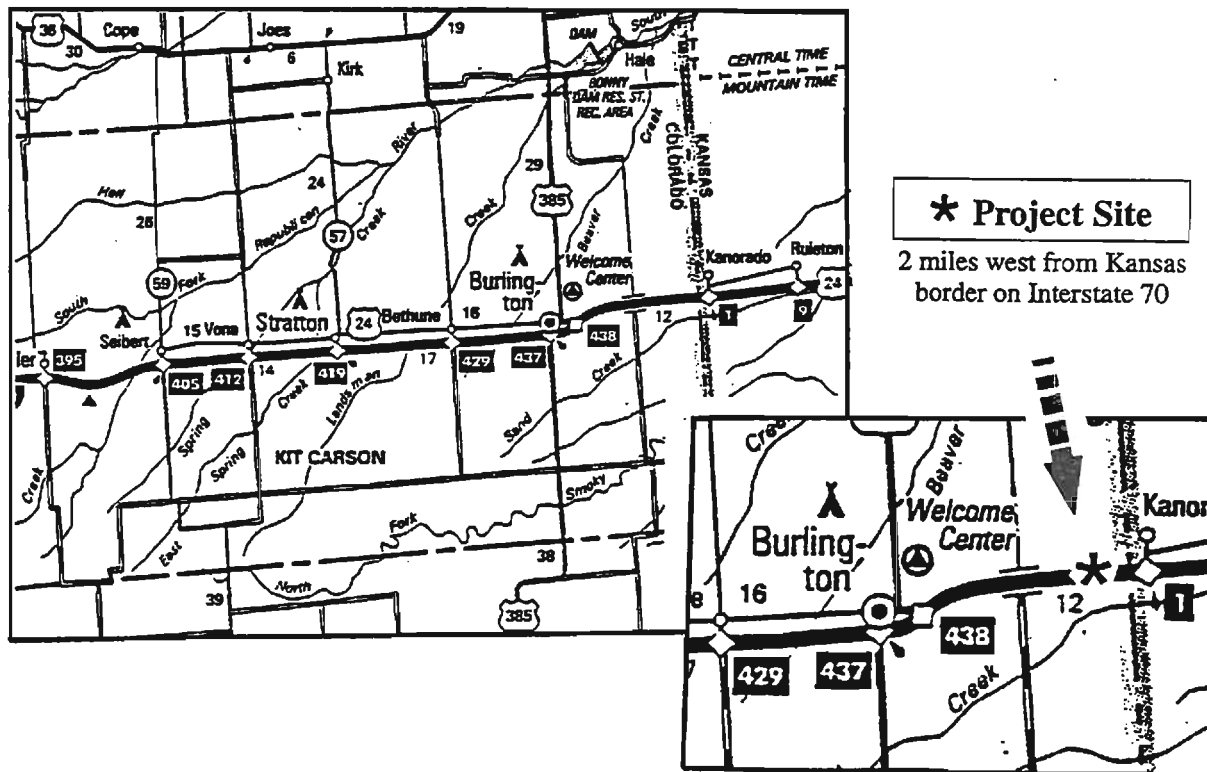 36
Cope
Joes
South
30
4
6
19
DAM
Hale
Kirk
CENTRAL TIME
MOUNTAIN TIME
BONNY
DAM RES. ST.
REC. AREA
River
Creek
KANSAS
COLORADO
29
24
Creek
385
26
Republican
57
Creek
Beaver
Welcome
Center
Kanorado
Ruleton
59
Fork
Burling-
ton
24
South
Stratton
24
Bethune
16
12
1
9
15 Vona
Seibert
438
395
405
412
14
419
17
429
437
Creek
Creek
Landsman
Sand
Spring
Spring
KIT CARSON
Creek
Smoky
Fork
East
North
38
39
385
* Project Site
2 miles west from Kansas
border on Interstate 70
Creek
Beaver
Welcome
Center
Kanor
Burling-
ton
8
16
12
1
438
429
437
Creek